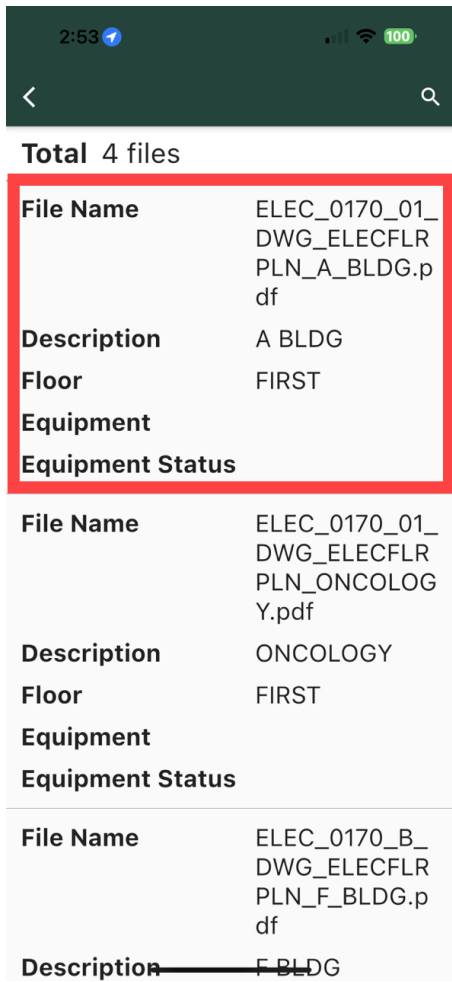 2:53
100
Total 4 files
File Name ELEC_0170_01_
DWG_ELECFLR
PLN_A_BLDG.p
df
Description A BLDG
Floor FIRST
Equipment
Equipment Status
File Name ELEC_0170_01_
DWG_ELECFLR
PLN_ONCOLOG
Y.pdf
Description ONCOLOGY
Floor FIRST
Equipment
Equipment Status
File Name ELEC_0170_B_
DWG_ELECFLR
PLN_F_BLDG.p
df
Description F BLDG